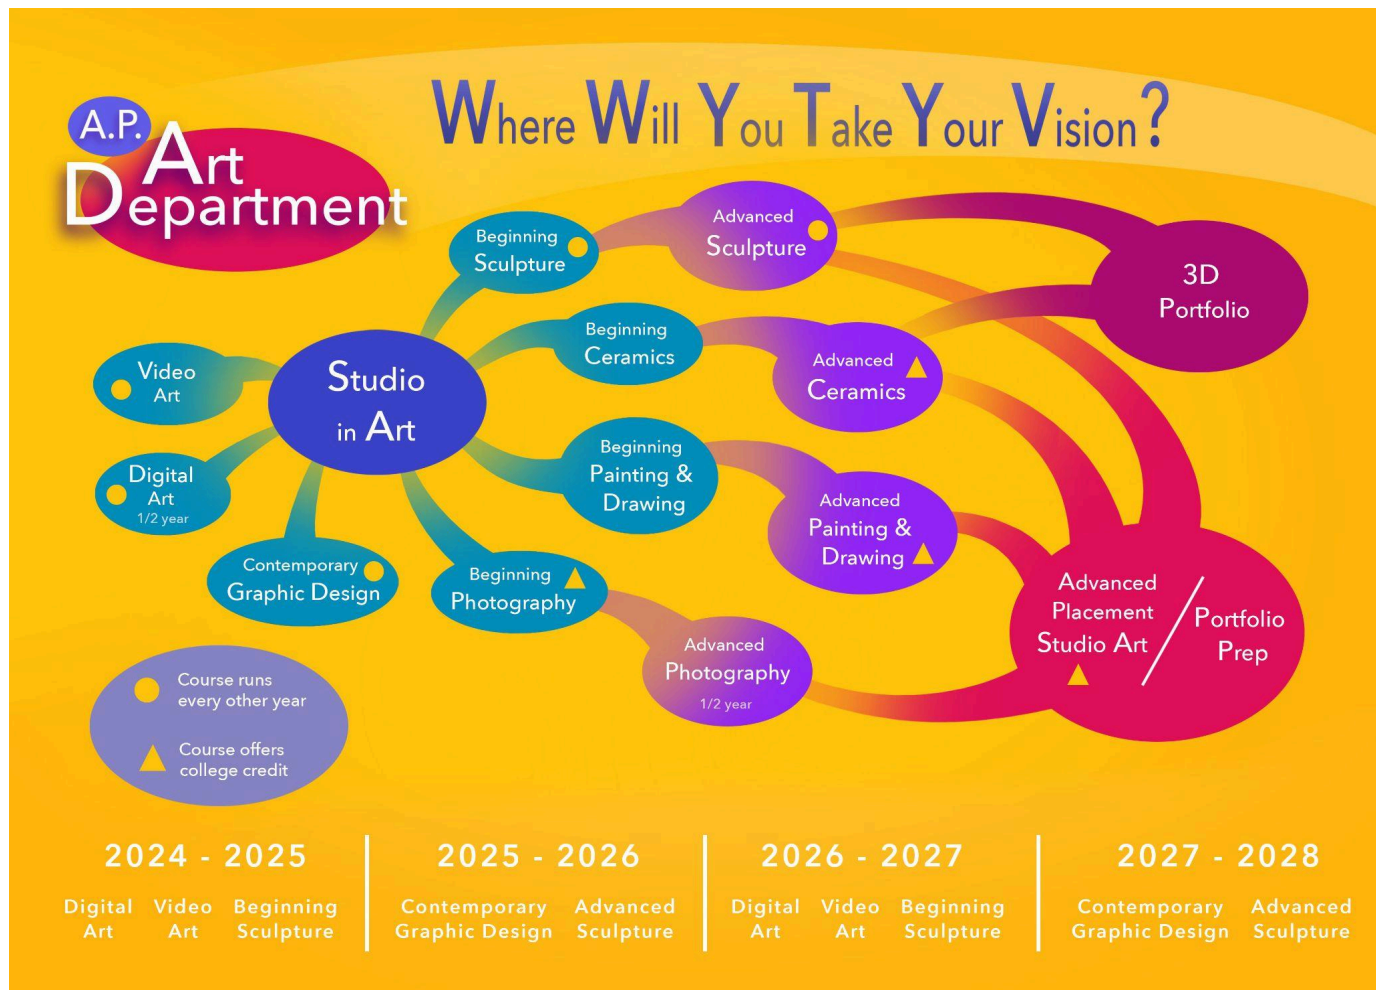 A.P.
Art
Department
Where Will You Take Your Vision?
Beginning
Sculpture
Advanced
Sculpture
3D
Portfolio
Beginning
Ceramics
Advanced
Ceramics
Video
Art
Studio
in Art
Digital
Art
1/2 year
Beginning
Painting &
Drawing
Advanced
Painting &
Drawing
Contemporary
Graphic Design
Beginning
Photography
Advanced
Photography
1/2 year
Advanced
Placement
Studio Art
Portfolio
Prep
Course runs
every other year
Course offers
college credit
2024 - 2025
Digital
Art
Video
Art
Beginning
Sculpture
2025 - 2026
Contemporary
Graphic Design
Advanced
Sculpture
2026 - 2027
Digital
Art
Video
Art
Beginning
Sculpture
2027 - 2028
Contemporary
Graphic Design
Advanced
Sculpture